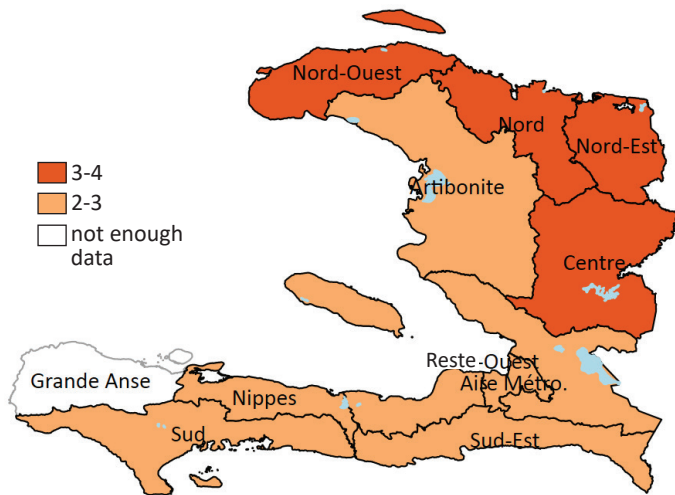 Nord-Ouest
Nord
Nord-Est
3-4
2-3
not enough
data
Artibonite
Centre
Reste-Ouest
Aire Métro.
Grande Anse
Nippes
Sud
Sud-Est